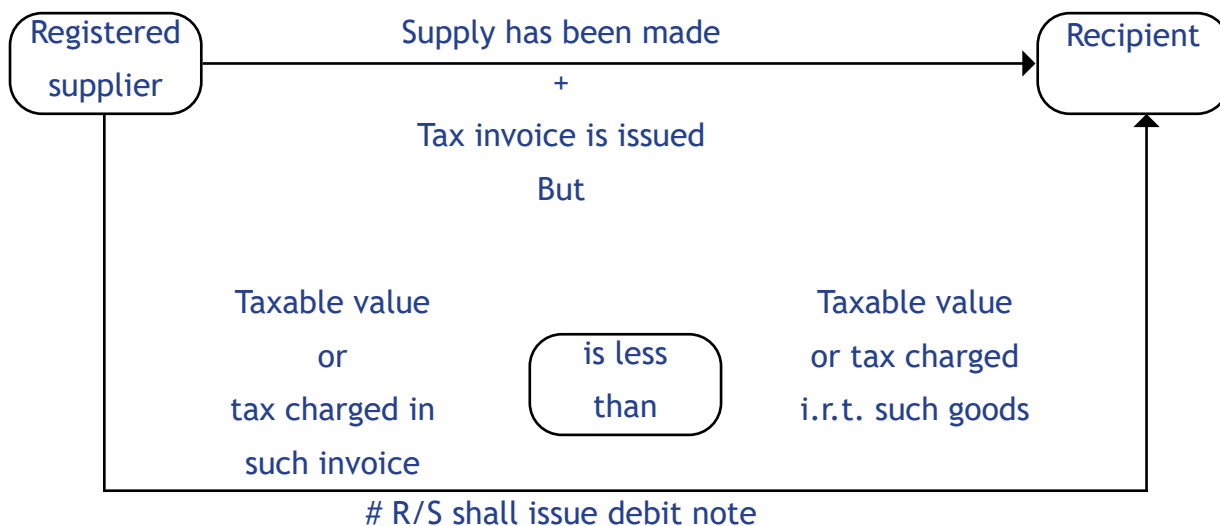 Registered
supplier
Supply has been made
+
Tax invoice is issued
But
Recipient
Taxable value
or
tax charged in
such invoice
is less
than
Taxable value
or tax charged
i.r.t. such goods
# R/S shall issue debit note